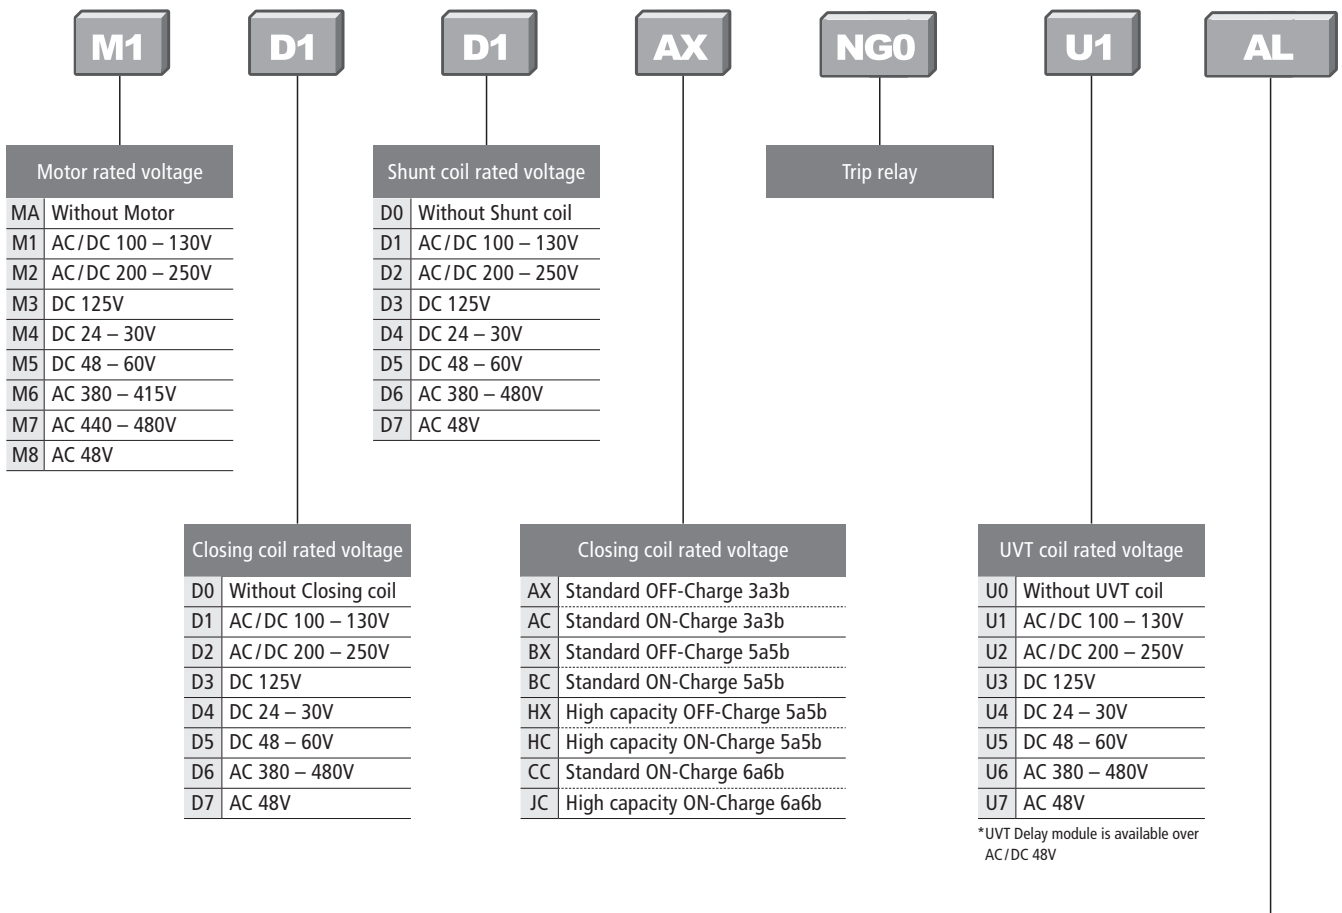 M1 D1 D1 AX NG0 U1 AL
Motor rated voltage
MA Without Motor
M1 AC/DC 100 – 130V
M2 AC/DC 200 – 250V
M3 DC 125V
M4 DC 24 – 30V
M5 DC 48 – 60V
M6 AC 380 – 415V
M7 AC 440 – 480V
M8 AC 48V
Shunt coil rated voltage
D0 Without Shunt coil
D1 AC/DC 100 – 130V
D2 AC/DC 200 – 250V
D3 DC 125V
D4 DC 24 – 30V
D5 DC 48 – 60V
D6 AC 380 – 480V
D7 AC 48V
Trip relay
Closing coil rated voltage
D0 Without Closing coil
D1 AC/DC 100 – 130V
D2 AC/DC 200 – 250V
D3 DC 125V
D4 DC 24 – 30V
D5 DC 48 – 60V
D6 AC 380 – 480V
D7 AC 48V
Closing coil rated voltage
AX Standard OFF-Charge 3a3b
AC Standard ON-Charge 3a3b
BX Standard OFF-Charge 5a5b
BC Standard ON-Charge 5a5b
HX High capacity OFF-Charge 5a5b
HC High capacity ON-Charge 5a5b
CC Standard ON-Charge 6a6b
JC High capacity ON-Charge 6a6b
UVT coil rated voltage
U0 Without UVT coil
U1 AC/DC 100 – 130V
U2 AC/DC 200 – 250V
U3 DC 125V
U4 DC 24 – 30V
U5 DC 48 – 60V
U6 AC 380 – 480V
U7 AC 48V
*UVT Delay module is available over
AC/DC 48V